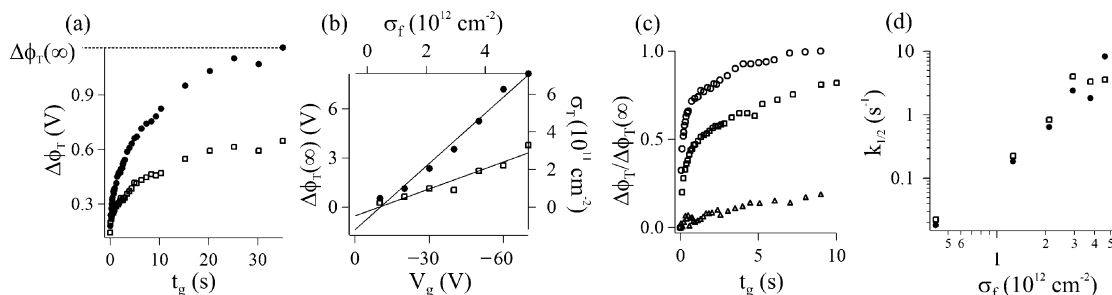 (a)
Δϕ_T(∞)
0.9
0.6
0.3
Δϕ_T (V)
0 10 20 30
t_g (s)
(b)
σ_f (10^12 cm^-2)
0 2 4
8
4
0
Δϕ_T(∞) (V)
6
4
2
0
σ_T (10^11 cm^-2)
0 −30 −60
V_g (V)
(c)
1.0
0.5
0.0
Δϕ_T/Δϕ_T(∞)
0 5 10
t_g (s)
(d)
10
1
0.1
k_1/2 (s^-1)
5 6 1 2 3 4 5
σ_f (10^12 cm^-2)